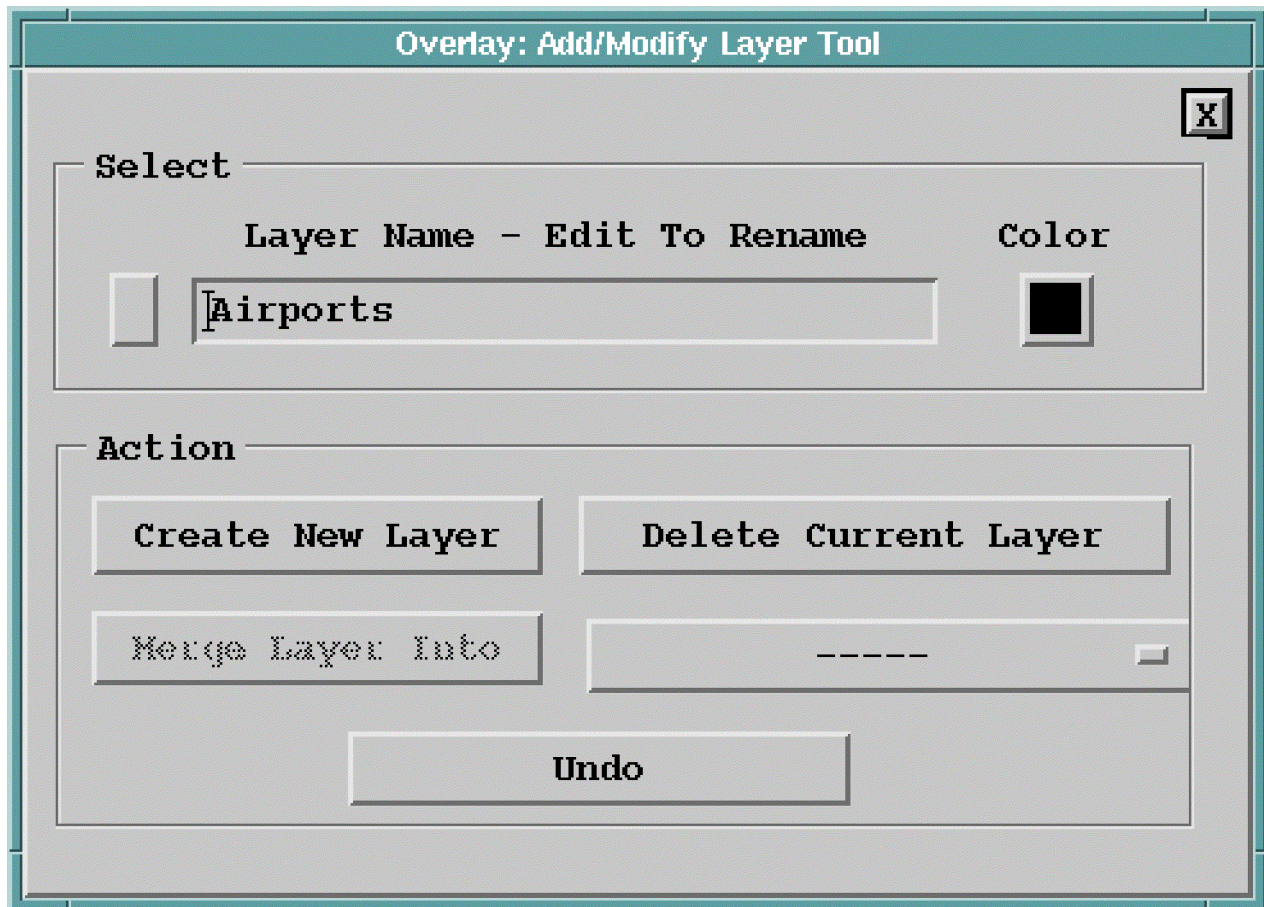 Overlay: Add/Modify Layer Tool
X
Select
Layer Name - Edit To Rename Color
Airports
Action
Create New Layer Delete Current Layer
Merge Layer Into -----
Undo